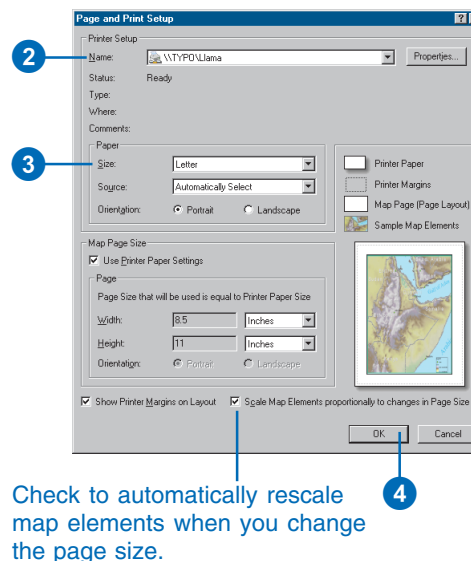 Page and Print Setup
Printer Setup
2
Name: \\TYPO\Llama Properties...
Status: Ready
Type:
Where:
Comments:
Paper
3
Size: Letter
Source: Automatically Select
Orientation: Portrait Landscape
Printer Paper
Printer Margins
Map Page (Page Layout)
Sample Map Elements
Map Page Size
Use Printer Paper Settings
Page
Page Size that will be used is equal to Printer Paper Size
Width: 8.5 Inches
Height: 11 Inches
Orientation: Portrait Landscape
Show Printer Margins on Layout Scale Map Elements proportionally to changes in Page Size
OK Cancel
4
Check to automatically rescale
map elements when you change
the page size.